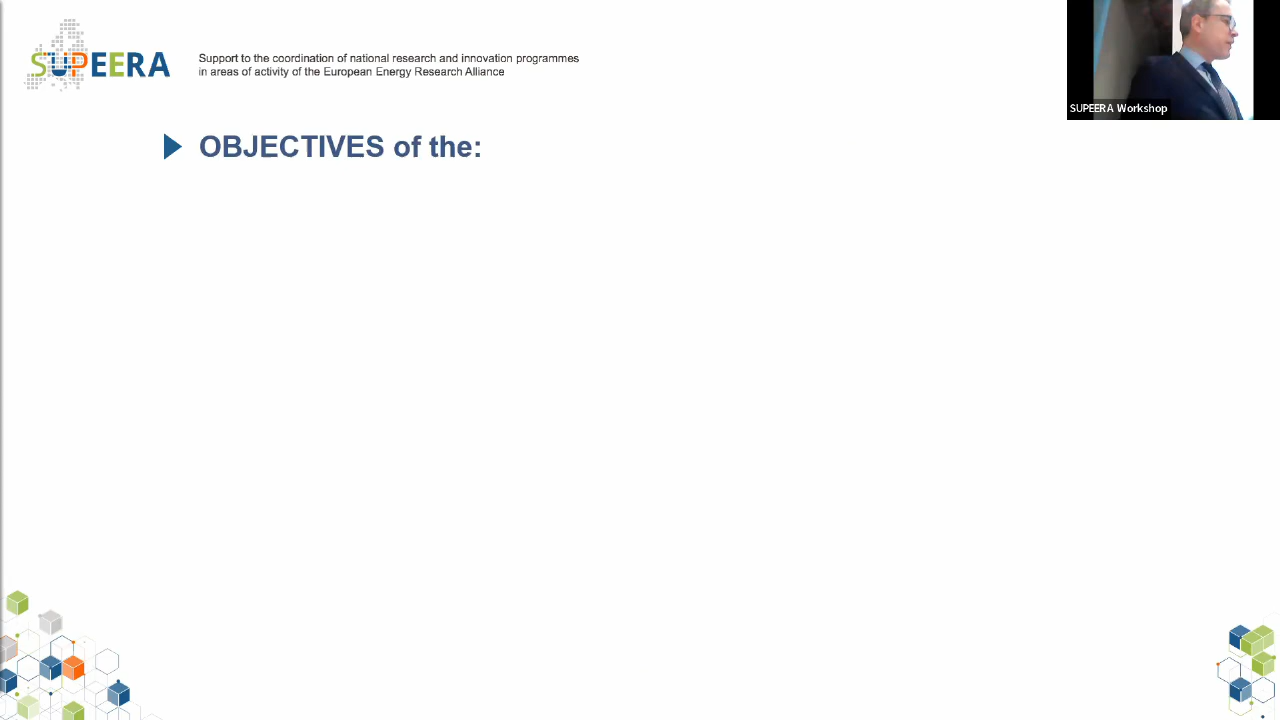 SUPEERA
Support to the coordination of national research and innovation programmes
in areas of activity of the European Energy Research Alliance
SUPEERA Workshop
OBJECTIVES of the: